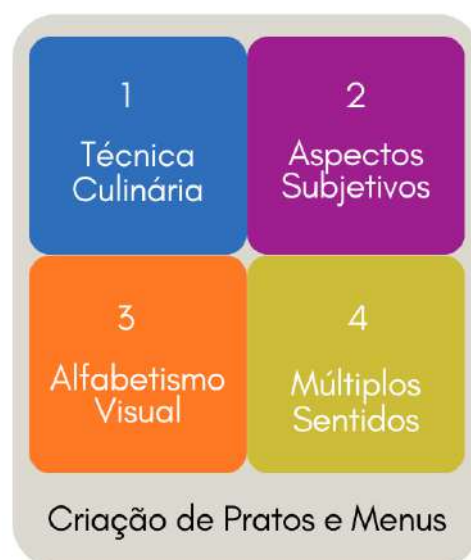 1
Técnica
Culinária
2
Aspectos
Subjetivos
3
Alfabetismo
Visual
4
Múltiplos
Sentidos
Criação de Pratos e Menus